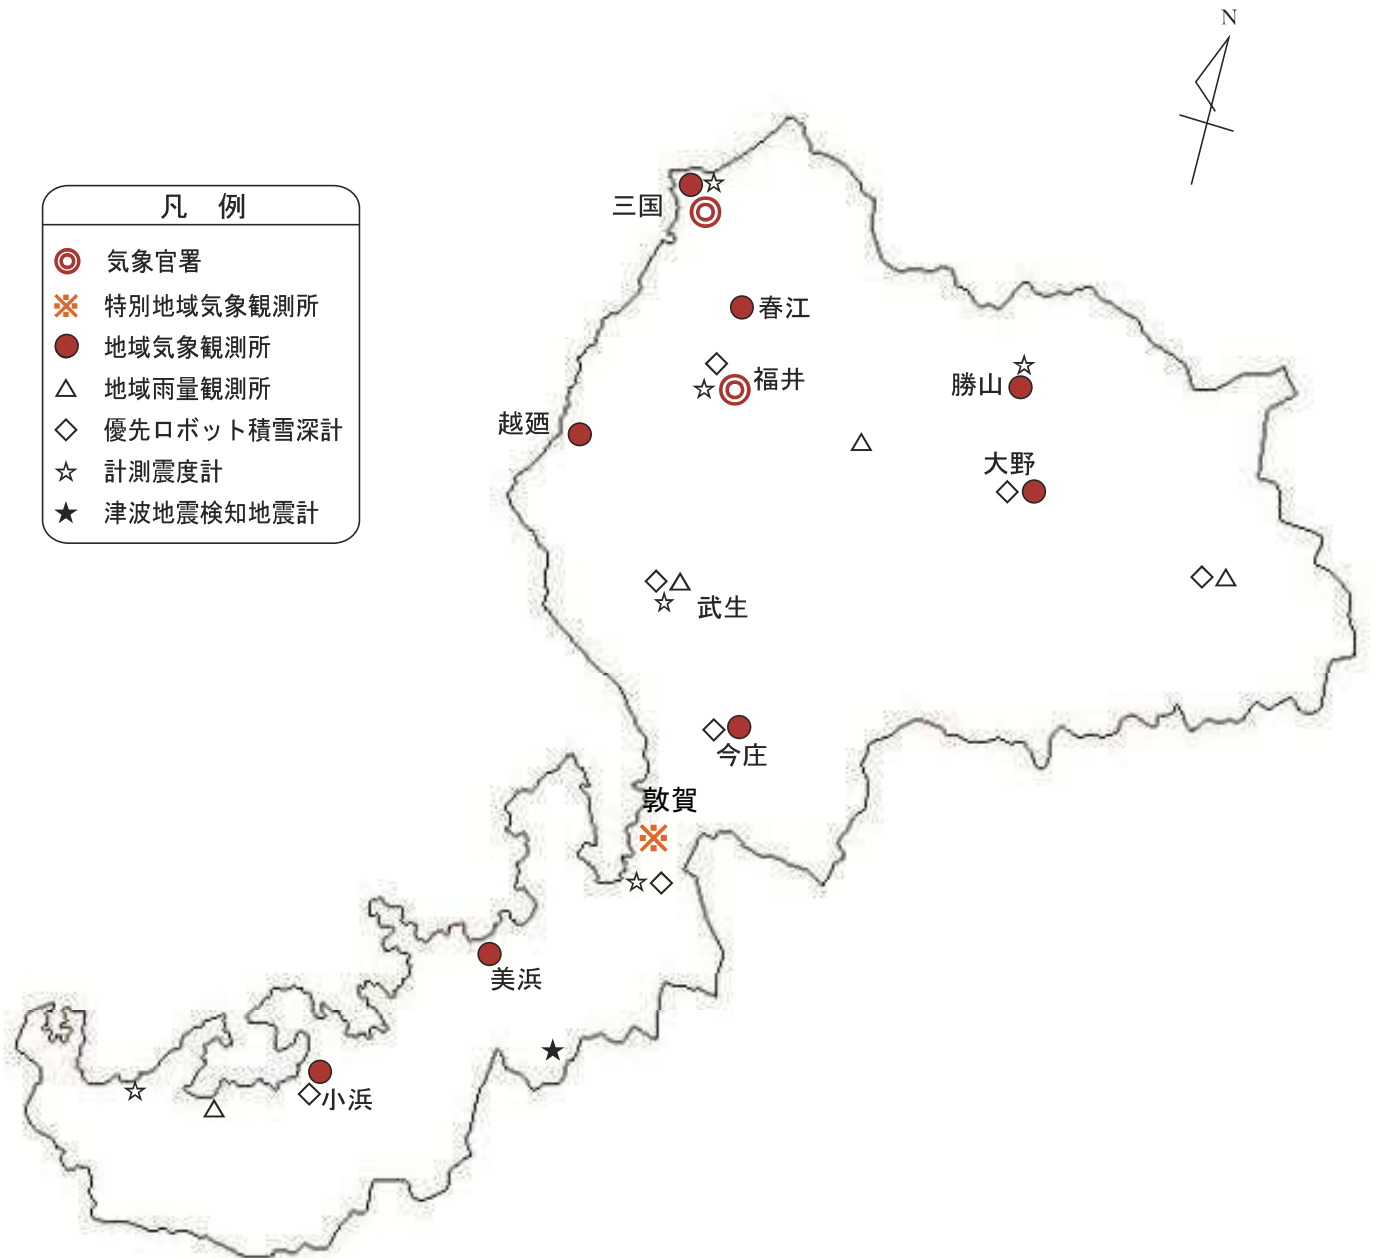 N
凡 例
気象官署
特別地域気象観測所
地域気象観測所
地域雨量観測所
優先ロボット積雪深計
計測震度計
津波地震検知地震計
三国
春江
福井
勝山
越廼
大野
武生
今庄
敦賀
美浜
小浜